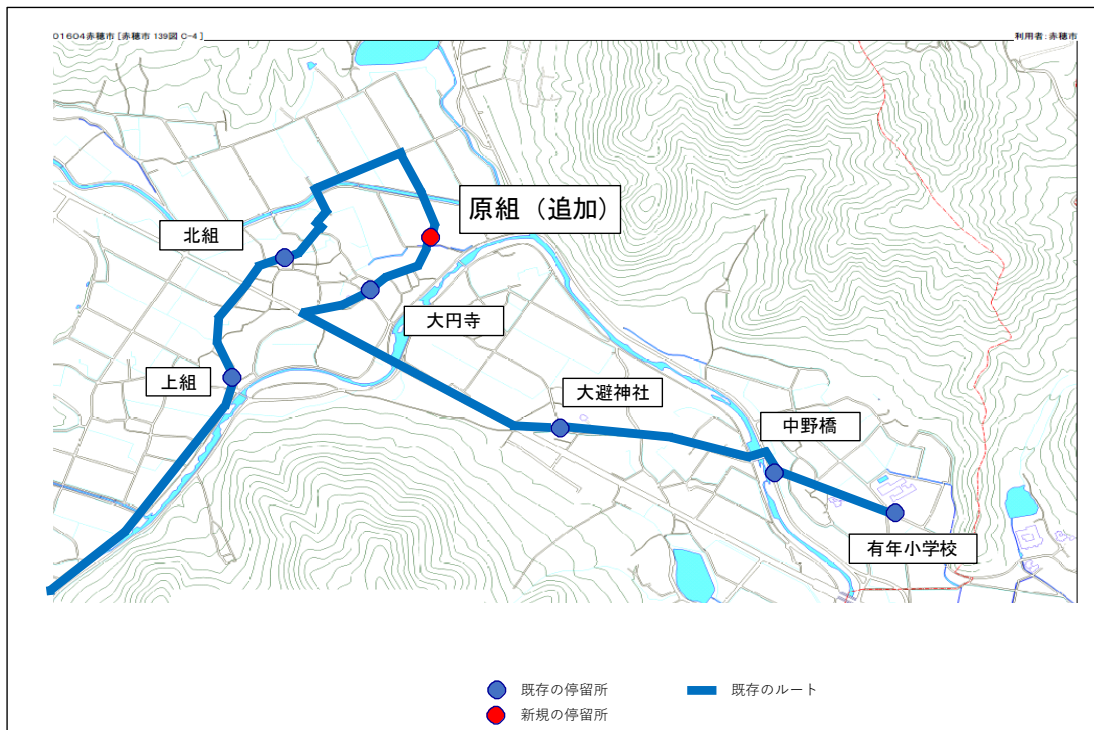 01604赤穂市 [赤穂市 139図 C-4]
利用者:赤穂市
原組（追加）
北組
大円寺
上組
大避神社
中野橋
有年小学校
既存の停留所
既存のルート
新規の停留所